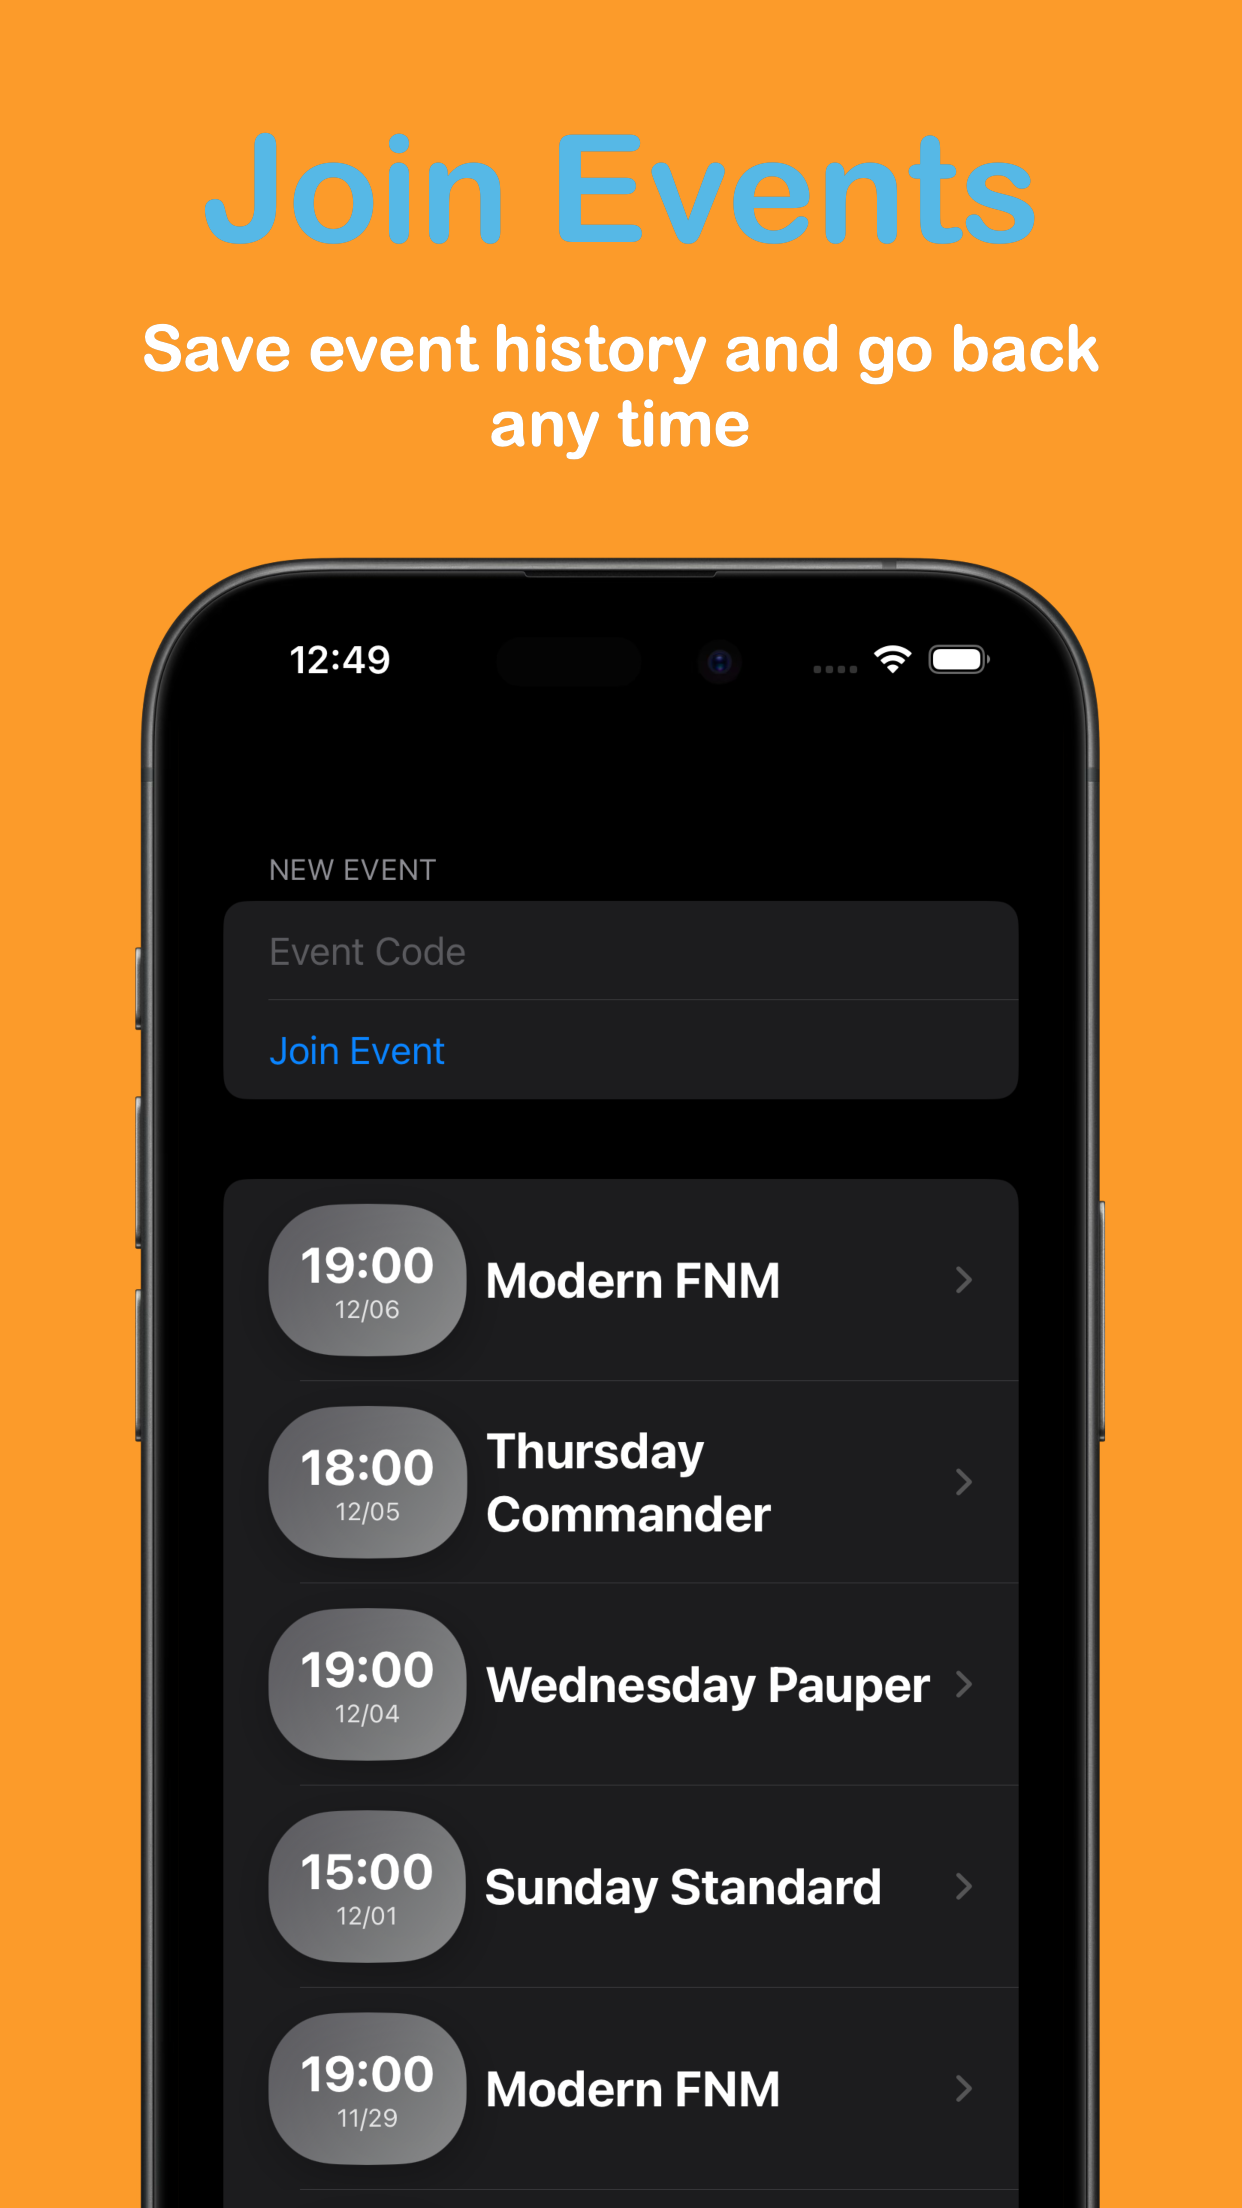 Join Events
Save event history and go back
any time
12:49
NEW EVENT
Event Code
Join Event
19:00
12/06
Modern FNM
18:00
12/05
Thursday
Commander
19:00
12/04
Wednesday Pauper
15:00
12/01
Sunday Standard
19:00
11/29
Modern FNM